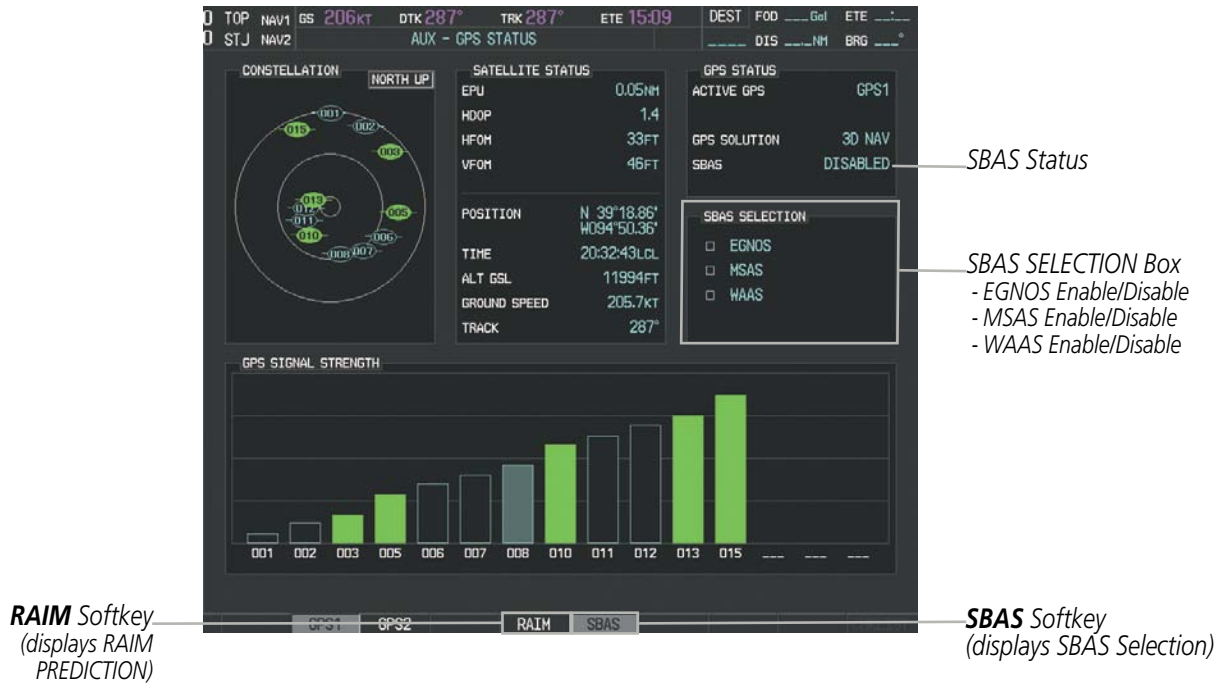 0 TOP NAV1 GS 206KT DTK 287° TRK 287° ETE 15:09 DEST FOD ___Gal ETE __:__
0 STJ NAV2 AUX - GPS STATUS ____ DIS __._NM BRG ___°
CONSTELLATION
NORTH UP
001
015
002
003
013
012
005
011
010
006
008
007
SATELLITE STATUS
EPU 0.05NM
HDOP 1.4
HFOM 33FT
VFOM 46FT
POSITION N 39°18.86'
W094°50.36'
TIME 20:32:43LCL
ALT GSL 11994FT
GROUND SPEED 205.7KT
TRACK 287°
GPS STATUS
ACTIVE GPS GPS1
GPS SOLUTION 3D NAV
SBAS DISABLED
SBAS Status
SBAS SELECTION
EGNOS
MSAS
WAAS
SBAS SELECTION Box
- EGNOS Enable/Disable
- MSAS Enable/Disable
- WAAS Enable/Disable
GPS SIGNAL STRENGTH
001 002 003 005 006 007 008 010 011 012 013 015 ___ ___ ___
GPS1 GPS2 RAIM SBAS
RAIM Softkey
(displays RAIM
PREDICTION)
SBAS Softkey
(displays SBAS Selection)